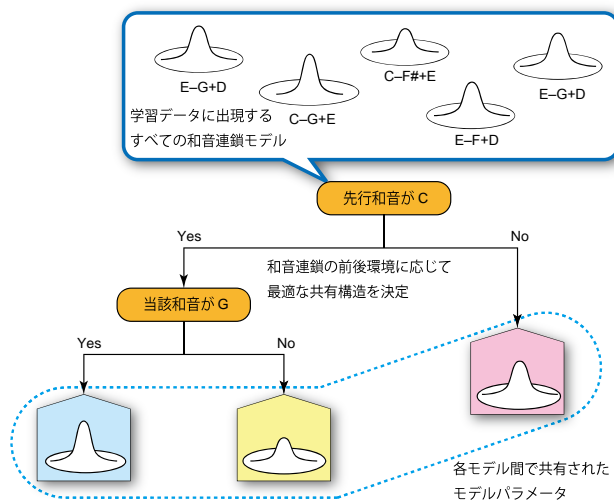 E–G+D
C–G+E
C–F#+E
E–F+D
E–G+D
学習データに出現する
すべての和音連鎖モデル
先行和音が C
Yes
No
和音連鎖の前後環境に応じて
最適な共有構造を決定
当該和音が G
Yes
No
各モデル間で共有された
モデルパラメータ